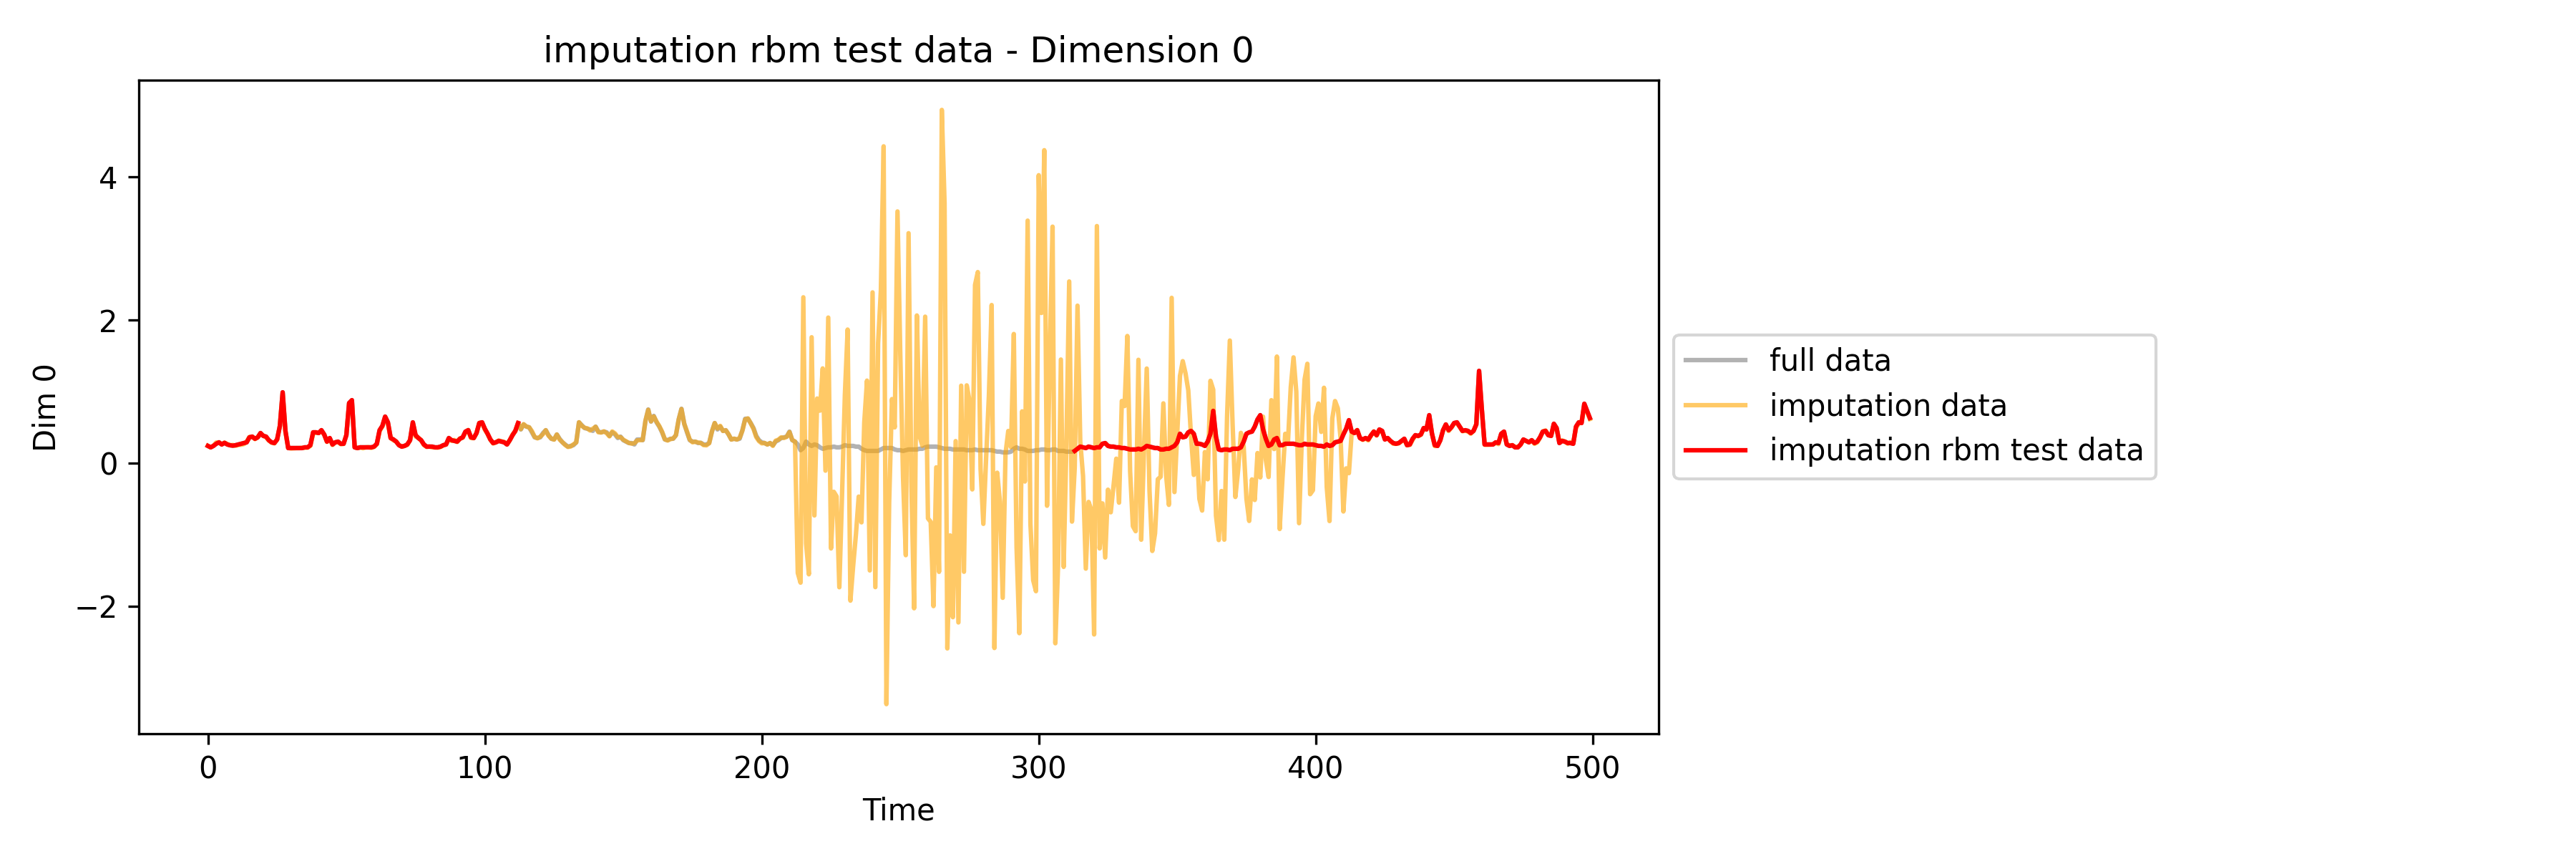 imputation rbm test data - Dimension 0
4
2
0
−2
Dim 0
0 100 200 300 400 500
Time
full data
imputation data
imputation rbm test data